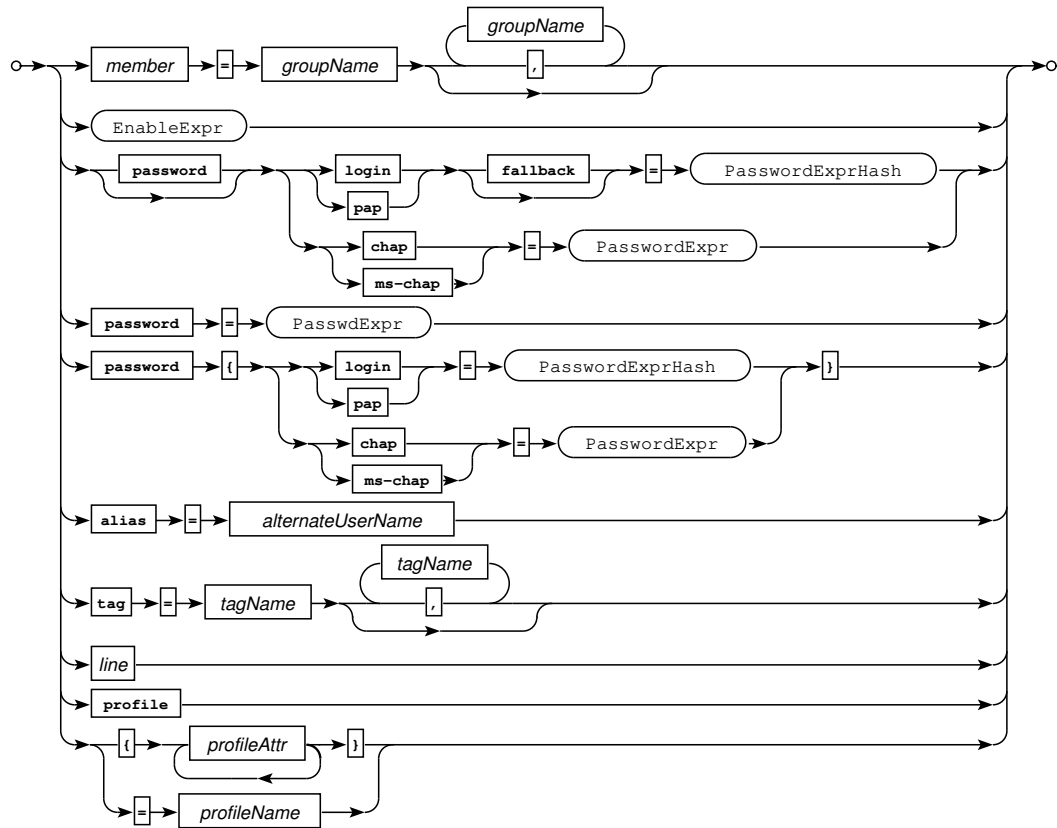 groupName
member = groupName ,
EnableExpr
password login fallback = PasswordExprHash
pap
chap = PasswordExpr
ms-chap
password = PasswdExpr
password { login = PasswordExprHash }
pap
chap = PasswordExpr
ms-chap
alias = alternateUserName
tagName
tag = tagName ,
line
profile
{ profileAttr }
= profileName